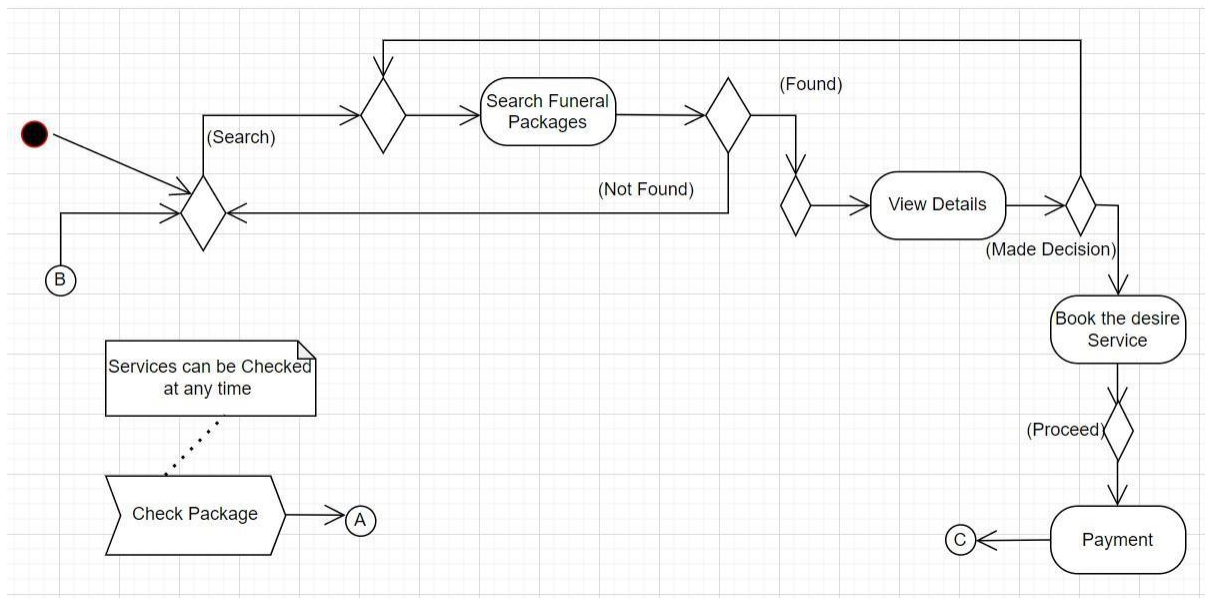 (Found)
Search Funeral
Packages
(Search)
(Not Found)
View Details
(Made Decision)
B
Book the desire
Service
Services can be Checked
at any time
(Proceed)
Check Package
A
C
Payment